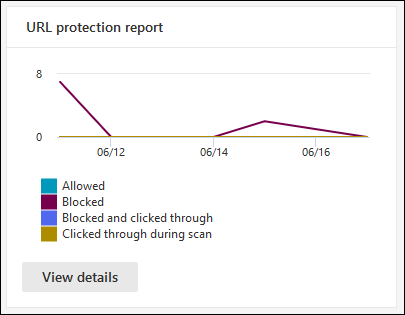 URL protection report
8
0
06/12 06/14 06/16
Allowed
Blocked
Blocked and clicked through
Clicked through during scan
View details